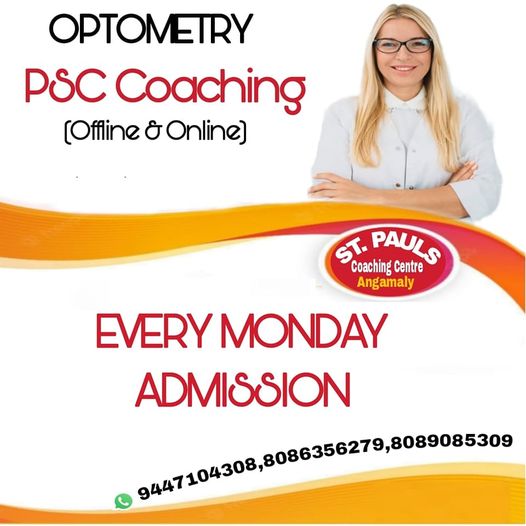 OPTOMETRY
PSC Coaching
(Offline & Online)
ST. PAULS
Coaching Centre
Angamaly
EVERY MONDAY
ADMISSION
9447104308,8086356279,8089085309